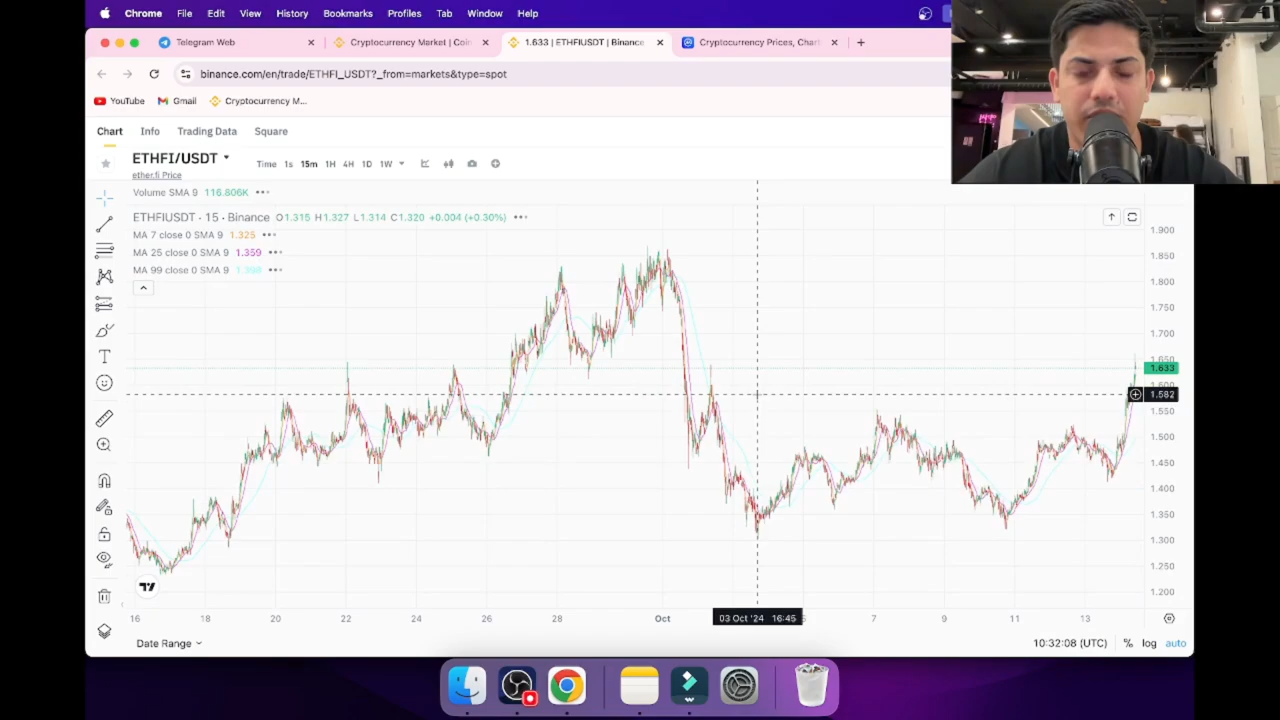 Chrome File Edit View History Bookmarks Profiles Tab Window Help
Telegram Web
Cryptocurrency Market | Coin
1.633 | ETHFIUSDT | Binance
Cryptocurrency Prices, Chart
binance.com/en/trade/ETHFI_USDT?_from=markets&type=spot
YouTube Gmail Cryptocurrency M...
Chart Info Trading Data Square
ETHFI/USDT
Time 1s 15m 1H 4H 1D 1W
ether.fi Price
Volume SMA 9 116.806K
ETHFIUSDT · 15 · Binance O1.315 H1.327 L1.314 C1.320 +0.004 (+0.30%)
MA 7 close 0 SMA 9 1.325
MA 25 close 0 SMA 9 1.359
MA 99 close 0 SMA 9
1.900
1.850
1.800
1.750
1.700
1.650
1.633
1.600
1.582
1.550
1.500
1.450
1.400
1.350
1.300
1.250
1.200
16 18 20 22 24 26 28 Oct 03 Oct '24 16:45 7 9 11 13
Date Range
10:32:08 (UTC) % log auto